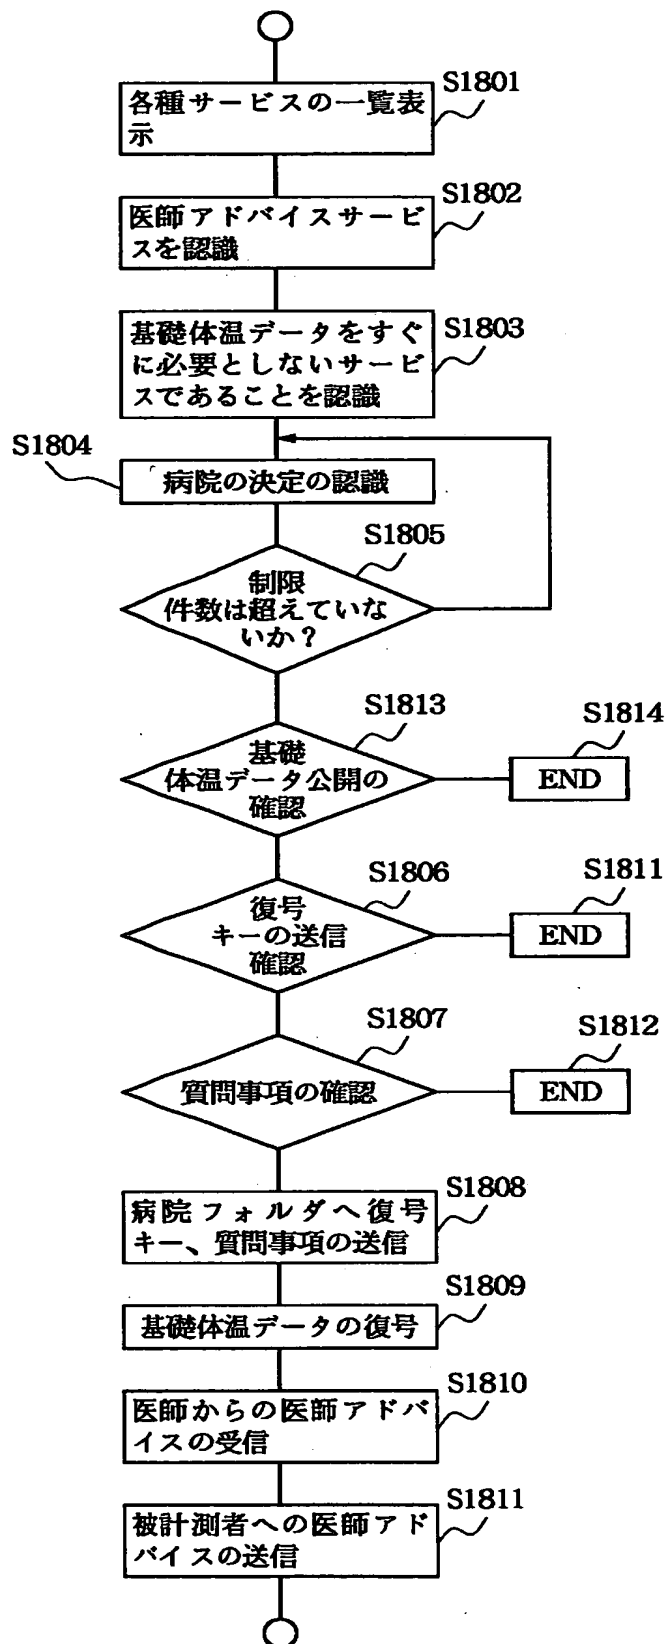 S1801
各種サービスの一覧表
示
S1802
医師アドバイスサービ
スを認識
S1803
基礎体温データをすぐ
に必要としないサービ
スであることを認識
S1804
病院の決定の認識
S1805
制限
件数は超えていな
いか？
S1813
基礎
体温データ公開の
確認
S1814
END
S1806
復号
キーの送信
確認
S1811
END
S1807
質問事項の確認
S1812
END
S1808
病院フォルダへ復号
キー、質問事項の送信
S1809
基礎体温データの復号
S1810
医師からの医師アドバ
イスの受信
S1811
被計測者への医師アド
バイスの送信